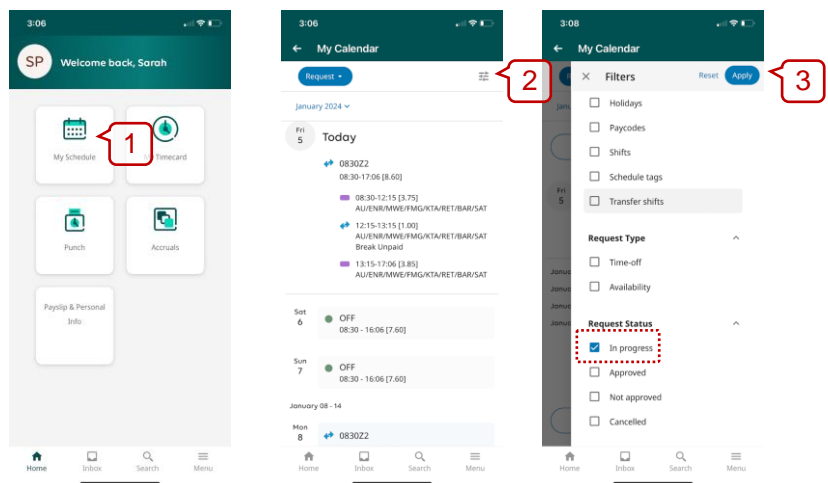 3:06
SP
Welcome back, Sarah
1
My Schedule
Timecard
Punch
Accruals
Payslip & Personal
Info
Home
Inbox
Search
Menu
3:06
My Calendar
Request
2
January 2024
Fri
5
Today
0830Z2
08:30-17:06 [8.60]
08:30-12:15 [3.75]
AU/ENR/MWE/FMG/KTA/RET/BAR/SAT
12:15-13:15 [1.00]
AU/ENR/MWE/FMG/KTA/RET/BAR/SAT
Break Unpaid
13:15-17:06 [3.85]
AU/ENR/MWE/FMG/KTA/RET/BAR/SAT
Sat
6
OFF
08:30 - 16:06 [7.60]
Sun
7
OFF
08:30 - 16:06 [7.60]
January 08 - 14
Mon
8
0830Z2
Home
Inbox
Search
Menu
3:08
My Calendar
Filters
Reset
Apply
3
Holidays
Paycodes
Shifts
Schedule tags
Fri
5
Transfer shifts
Request Type
Time-off
Availability
Request Status
In progress
Approved
Not approved
Cancelled
Home
Inbox
Search
Menu